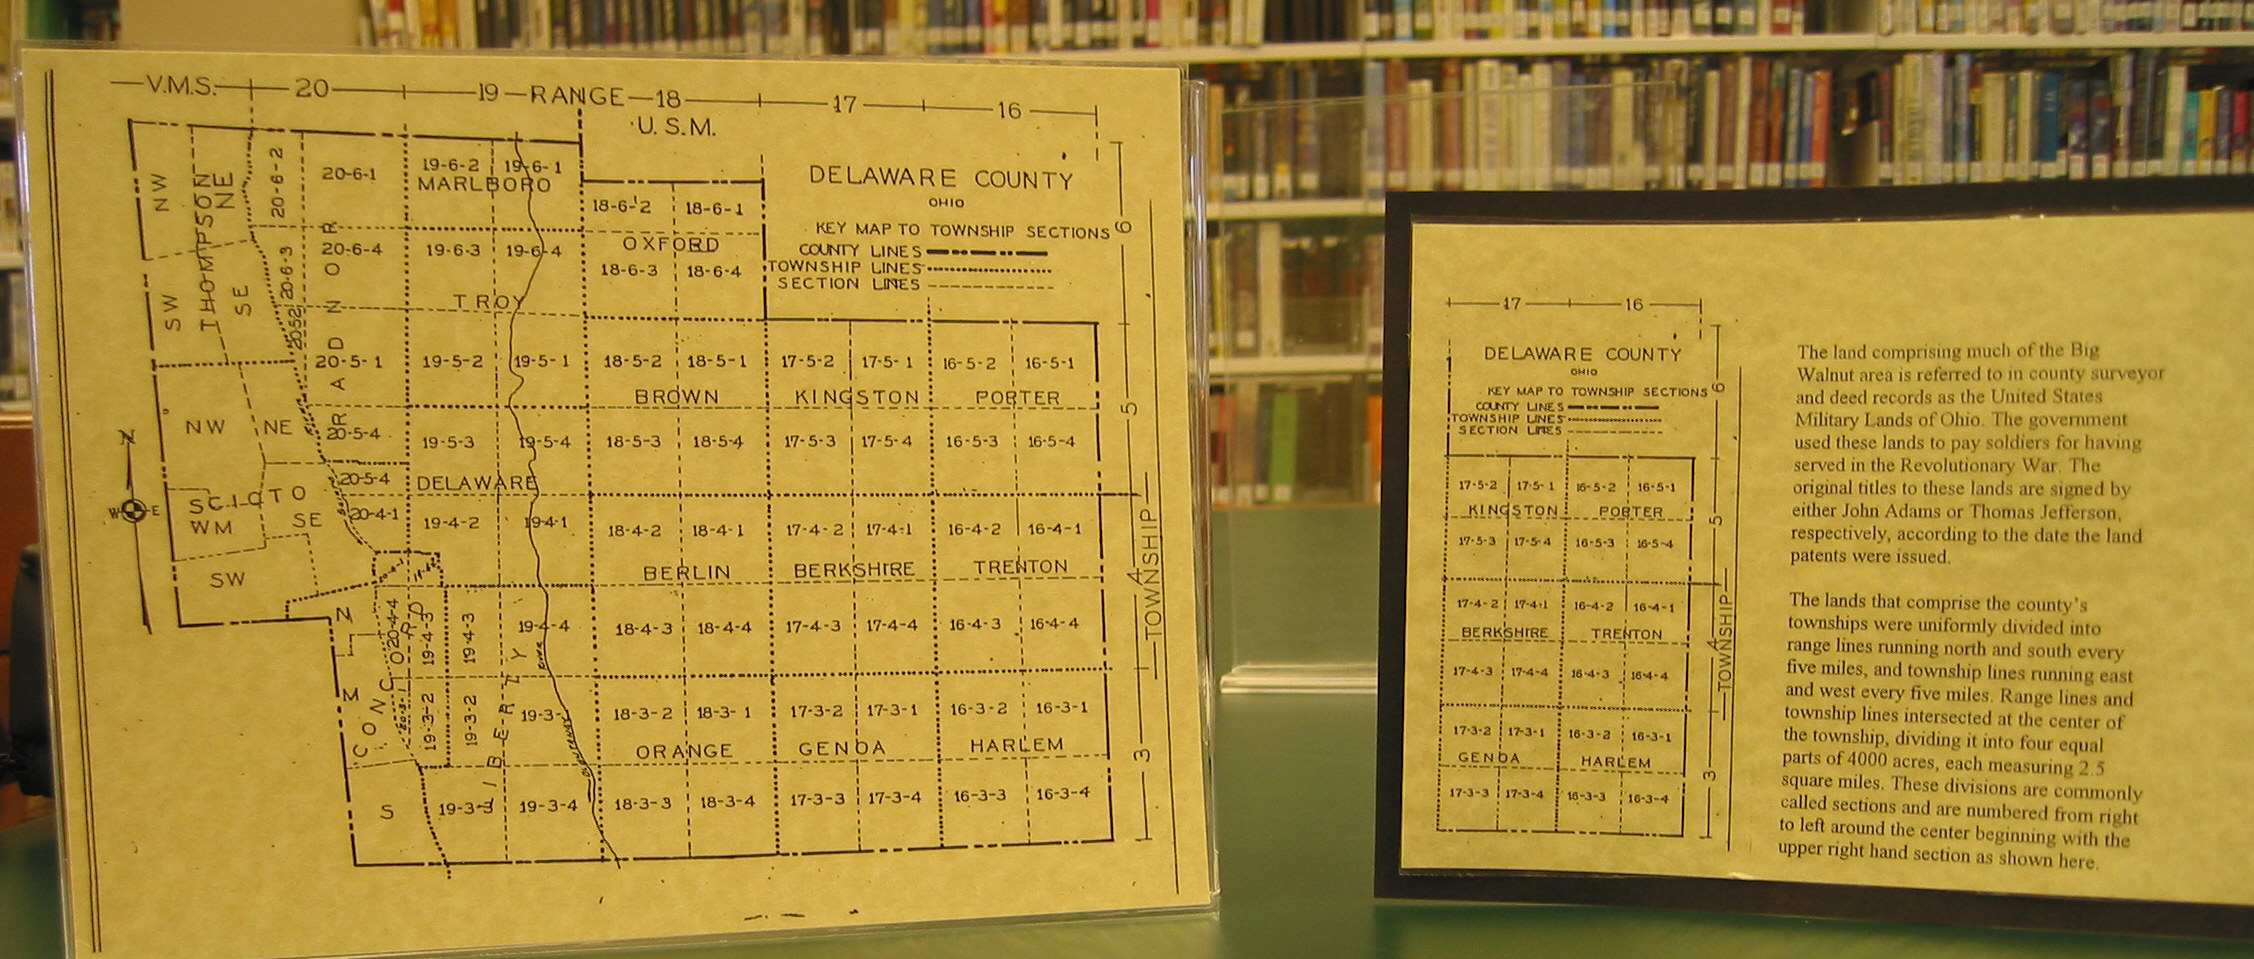 V.M.S. 20 19 RANGE 18 17 16
U.S.M.
DELAWARE COUNTY
OHIO
KEY MAP TO TOWNSHIP SECTIONS
COUNTY LINES
TOWNSHIP LINES
SECTION LINES
NW THOMPSON NE 20-6-2 20-6-1 19-6-2 19-6-1
MARLBORO
18-6-2 18-6-1
OXFORD
20-6-4 19-6-3 19-6-4
18-6-3 18-6-4
SW SE 20-6-3 RADNOR
TROY
6
20-5-1 19-5-2 19-5-1 18-5-2 18-5-1 17-5-2 17-5-1 16-5-2 16-5-1
BROWN KINGSTON PORTER
5
NW NE 20-5-4 19-5-3 19-5-4 18-5-3 18-5-4 17-5-3 17-5-4 16-5-3 16-5-4
N
W E
20-5-4 DELAWARE
SCIOTO
WM SE 20-4-1 19-4-2 19-4-1 18-4-2 18-4-1 17-4-2 17-4-1 16-4-2 16-4-1
BERLIN BERKSHIRE TRENTON
4
TOWNSHIP
SW
N 20-4-4 19-4-3 19-4-3 19-4-4 18-4-3 18-4-4 17-4-3 17-4-4 16-4-3 16-4-4
M CONCORD 19-3-2 19-3-2 LIBERTY 19-3-1 18-3-2 18-3-1 17-3-2 17-3-1 16-3-2 16-3-1
ORANGE GENOA HARLEM
3
S 19-3-3 19-3-4 18-3-3 18-3-4 17-3-3 17-3-4 16-3-3 16-3-4
17 16
DELAWARE COUNTY
OHIO
KEY MAP TO TOWNSHIP SECTIONS
COUNTY LINES
TOWNSHIP LINES
SECTION LINES
6
17-5-2 17-5-1 16-5-2 16-5-1
KINGSTON PORTER
5
17-5-3 17-5-4 16-5-3 16-5-4
17-4-2 17-4-1 16-4-2 16-4-1
BERKSHIRE TRENTON
4
TOWNSHIP
17-4-3 17-4-4 16-4-3 16-4-4
17-3-2 17-3-1 16-3-2 16-3-1
GENOA HARLEM
3
17-3-3 17-3-4 16-3-3 16-3-4
The land comprising much of the Big
Walnut area is referred to in county surveyor
and deed records as the United States
Military Lands of Ohio. The government
used these lands to pay soldiers for having
served in the Revolutionary War. The
original titles to these lands are signed by
either John Adams or Thomas Jefferson,
respectively, according to the date the land
patents were issued.
The lands that comprise the county's
townships were uniformly divided into
range lines running north and south every
five miles, and township lines running east
and west every five miles. Range lines and
township lines intersected at the center of
the township, dividing it into four equal
parts of 4000 acres, each measuring 2.5
square miles. These divisions are commonly
called sections and are numbered from right
to left around the center beginning with the
upper right hand section as shown here.